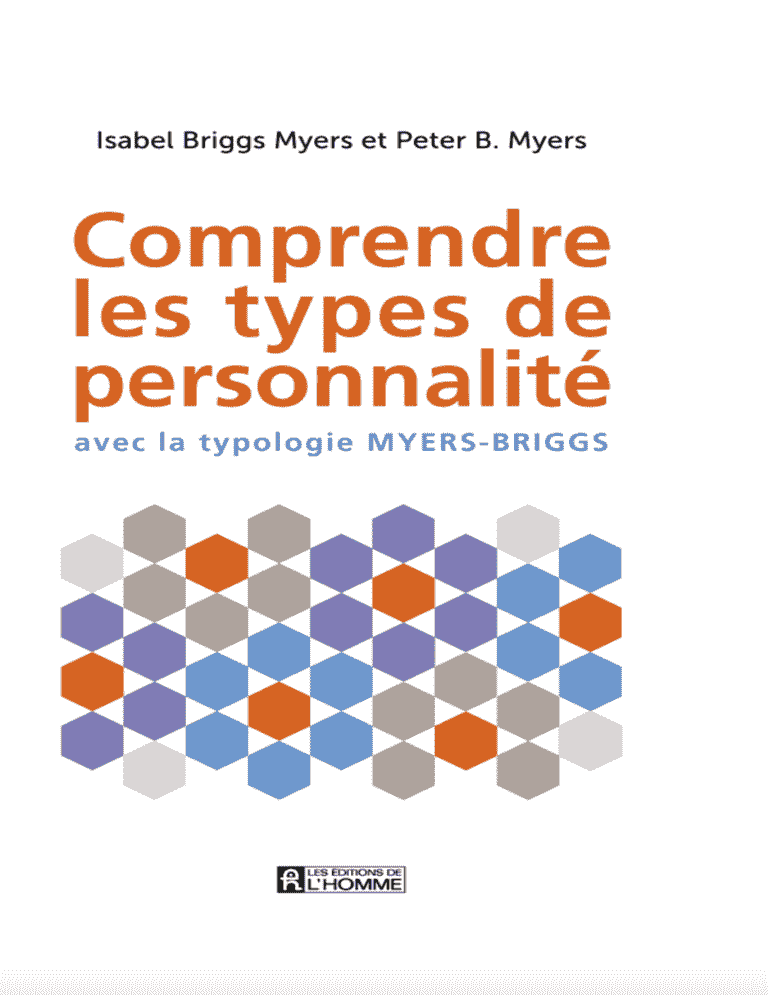 Isabel Briggs Myers et Peter B. Myers
Comprendre
les types de
personnalité
avec la typologie MYERS-BRIGGS
LES EDITIONS DE
L'HOMME